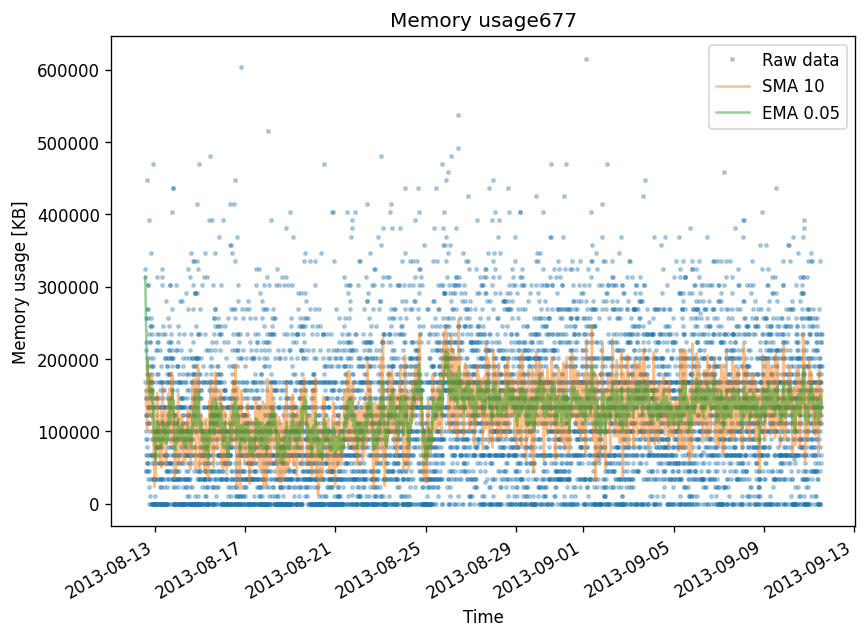 Memory usage677
Raw data
SMA 10
EMA 0.05
Memory usage [KB]
600000
500000
400000
300000
200000
100000
0
2013-08-13
2013-08-17
2013-08-21
2013-08-25
2013-08-29
2013-09-01
2013-09-05
2013-09-09
2013-09-13
Time